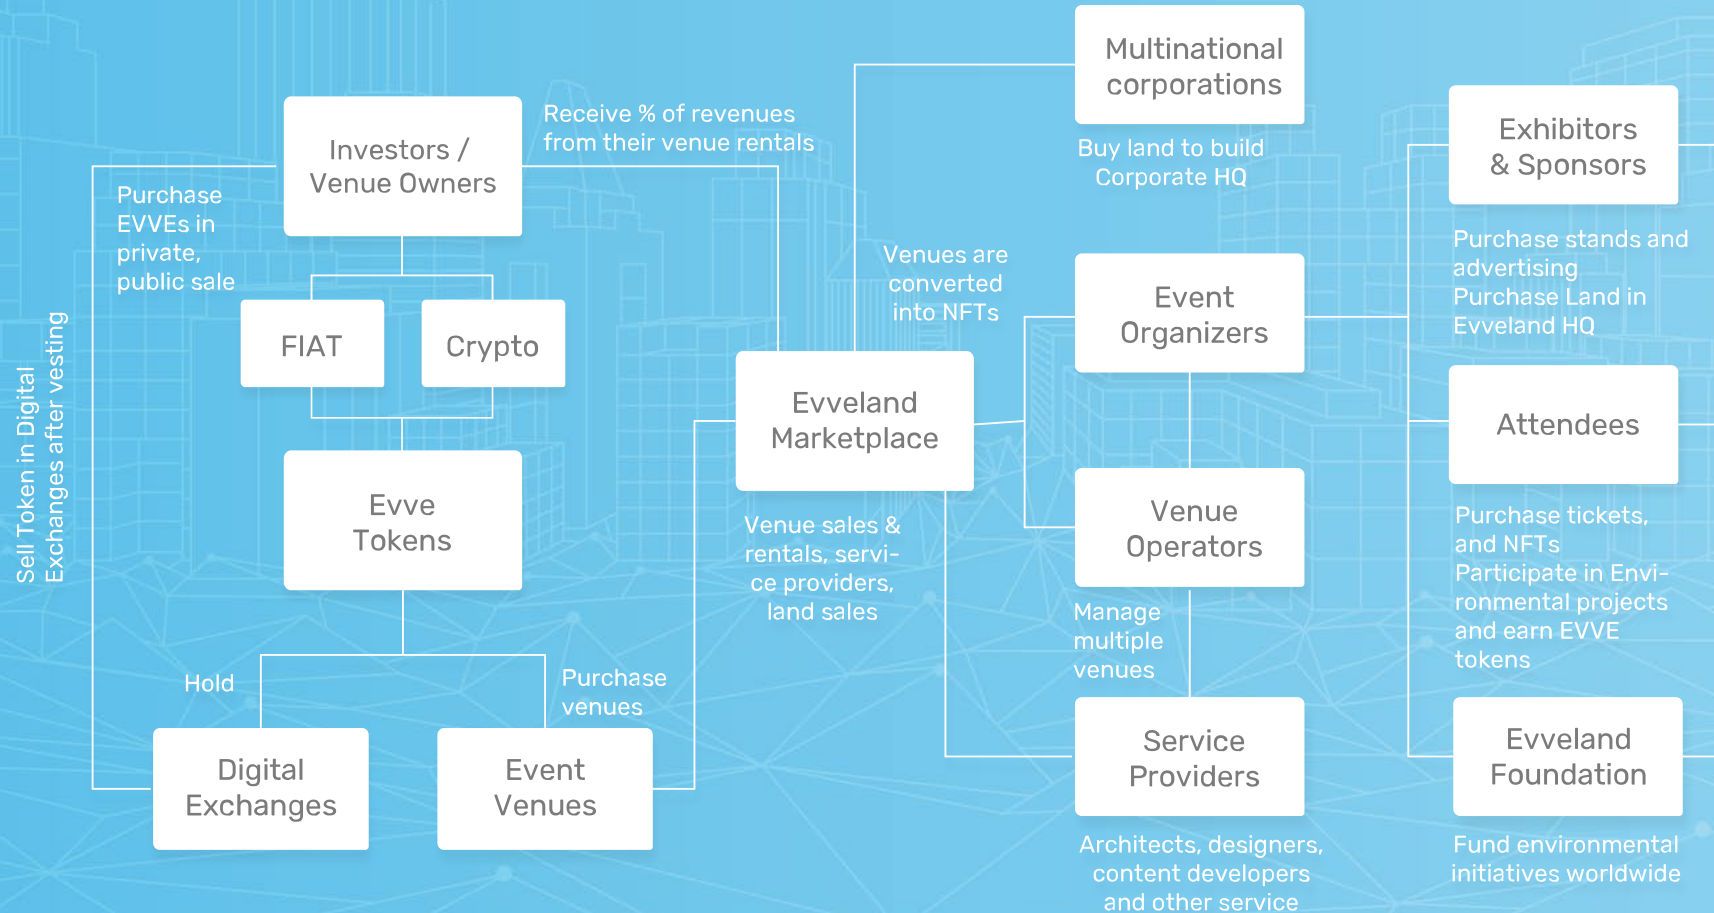 Multinational
corporations
Buy land to build
Corporate HQ
Investors /
Venue Owners
Receive % of revenues
from their venue rentals
Exhibitors
& Sponsors
Purchase
EVVEs in
private,
public sale
Purchase stands and
advertising
Purchase Land in
Evveland HQ
Venues are
converted
into NFTs
Event
Organizers
FIAT
Crypto
Sell Token in Digital
Exchanges after vesting
Evveland
Marketplace
Attendees
Evve
Tokens
Venue sales &
rentals, servi-
ce providers,
land sales
Venue
Operators
Purchase tickets,
and NFTs
Participate in Envi-
ronmental projects
and earn EVVE
tokens
Manage
multiple
venues
Hold
Purchase
venues
Digital
Exchanges
Event
Venues
Service
Providers
Evveland
Foundation
Architects, designers,
content developers
and other service
Fund environmental
initiatives worldwide